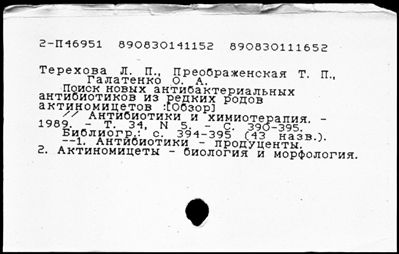 2-П46951 890830141152 890830111652
Терехова Л. П., Преображенская Т. П.,
Галатенко О. А.
Поиск новых антибактериальных
антибиотиков из редких родов
актиномицетов :[Обзор]
// Антибиотики и химиотерапия. -
1989. - Т. 34, N 5. - С. 390-395.
Библиогр.: с. 394-395 (43 назв.).
--1. Антибиотики - продуценты.
2. Актиномицеты - биология и морфология.